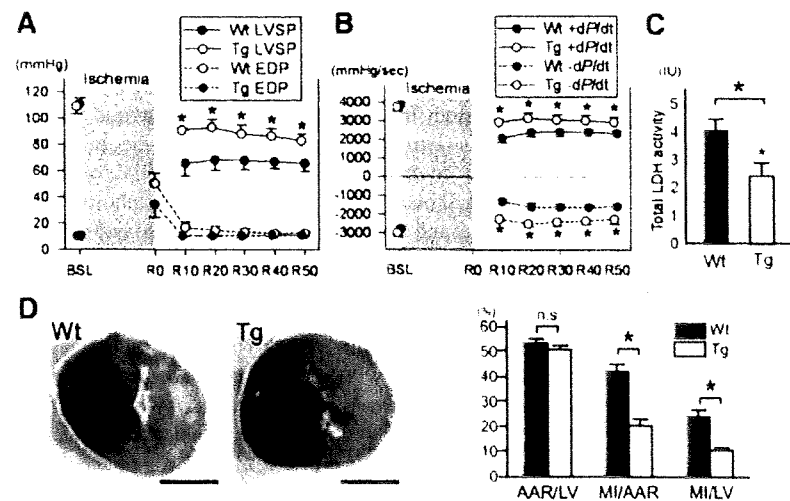 A
(mmHg)
Ischemia
Wt LVSP
Tg LVSP
Wt EDP
Tg EDP
120
100
80
60
40
20
0
* * * * *
BSL R0 R10 R20 R30 R40 R50
B
(mmHg/sec)
Ischemia
Wt +dP/dt
Tg +dP/dt
Wt -dP/dt
Tg -dP/dt
4000
3000
2000
1000
0
-1000
-2000
-3000
* * * * *
* * * * *
BSL R0 R10 R20 R30 R40 R50
C
(IU)
Total LDH activity
5
4
3
2
1
0
*
*
Wt Tg
D
Wt Tg
(%)
60
50
40
30
20
10
0
n.s
*
*
Wt
Tg
AAR/LV MI/AAR MI/LV